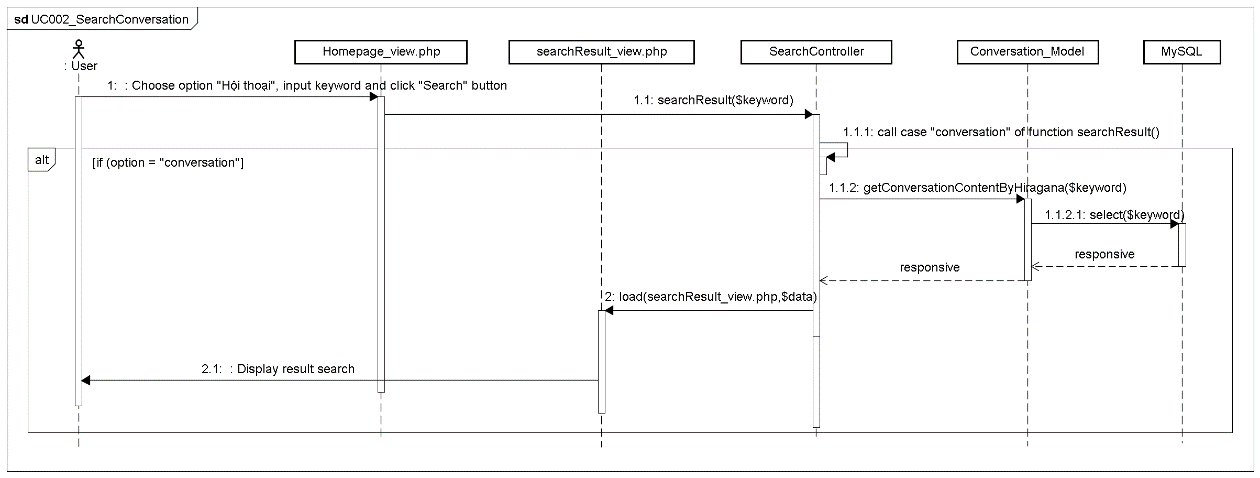 sd UC002_SearchConversation
: User
Homepage_view.php
searchResult_view.php
SearchController
Conversation_Model
MySQL
1: : Choose option "Hội thoại", input keyword and click "Search" button
1.1: searchResult($keyword)
1.1.1: call case "conversation" of function searchResult()
alt
[if (option = "conversation"]
1.1.2: getConversationContentByHiragana($keyword)
1.1.2.1: select($keyword)
responsive
responsive
2: load(searchResult_view.php,$data)
2.1: : Display result search